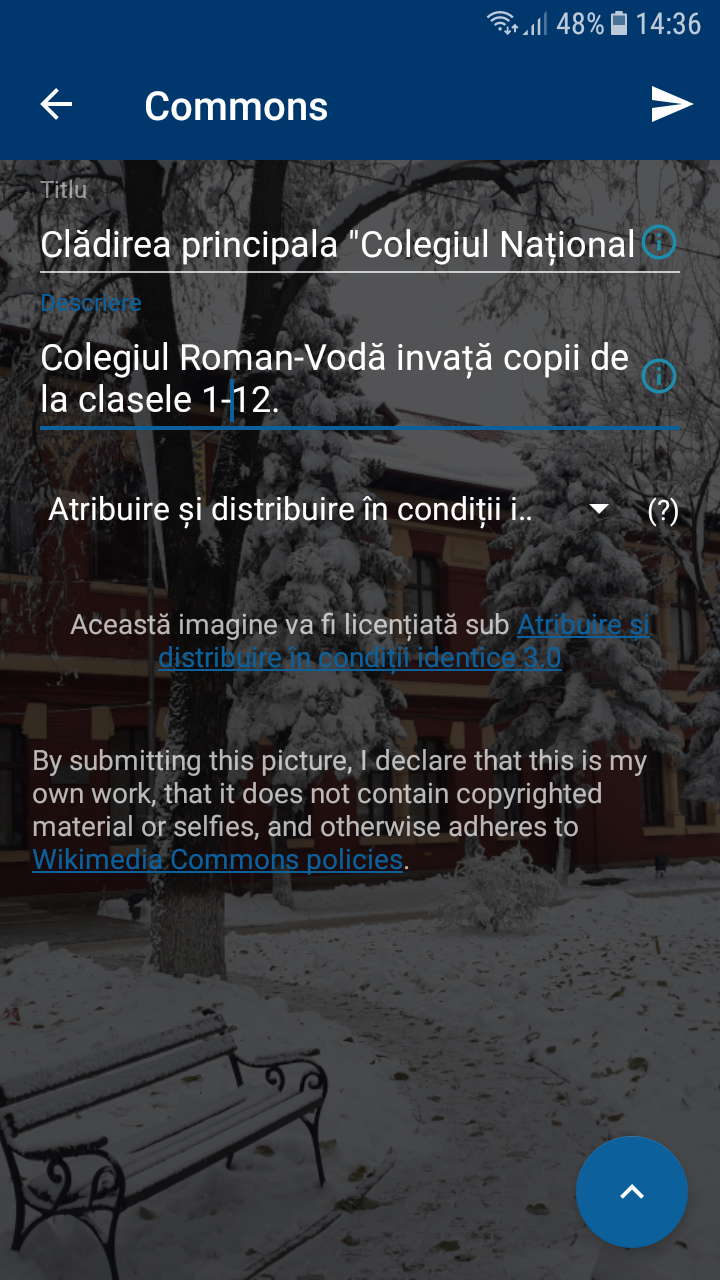 48% 14:36
Commons
Titlu
Clădirea principala "Colegiul Național
Descriere
Colegiul Roman-Vodă invață copii de
la clasele 1-12.
Atribuire și distribuire în condiții i.. (?)
Această imagine va fi licențiată sub Atribuire și
distribuire în condiții identice 3.0
By submitting this picture, I declare that this is my
own work, that it does not contain copyrighted
material or selfies, and otherwise adheres to
Wikimedia Commons policies.